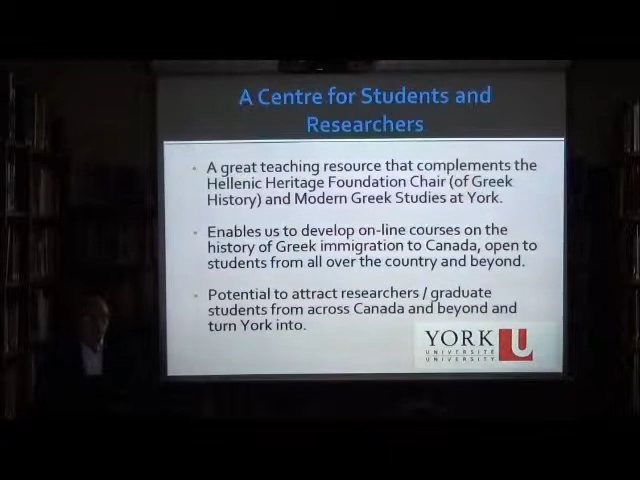 A Centre for Students and
Researchers
A great teaching resource that complements the
Hellenic Heritage Foundation Chair (of Greek
History) and Modern Greek Studies at York.
Enables us to develop on-line courses on the
history of Greek immigration to Canada, open to
students from all over the country and beyond.
Potential to attract researchers / graduate
students from across Canada and beyond and
turn York into.
YORK U
UNIVERSITÉ
UNIVERSITY